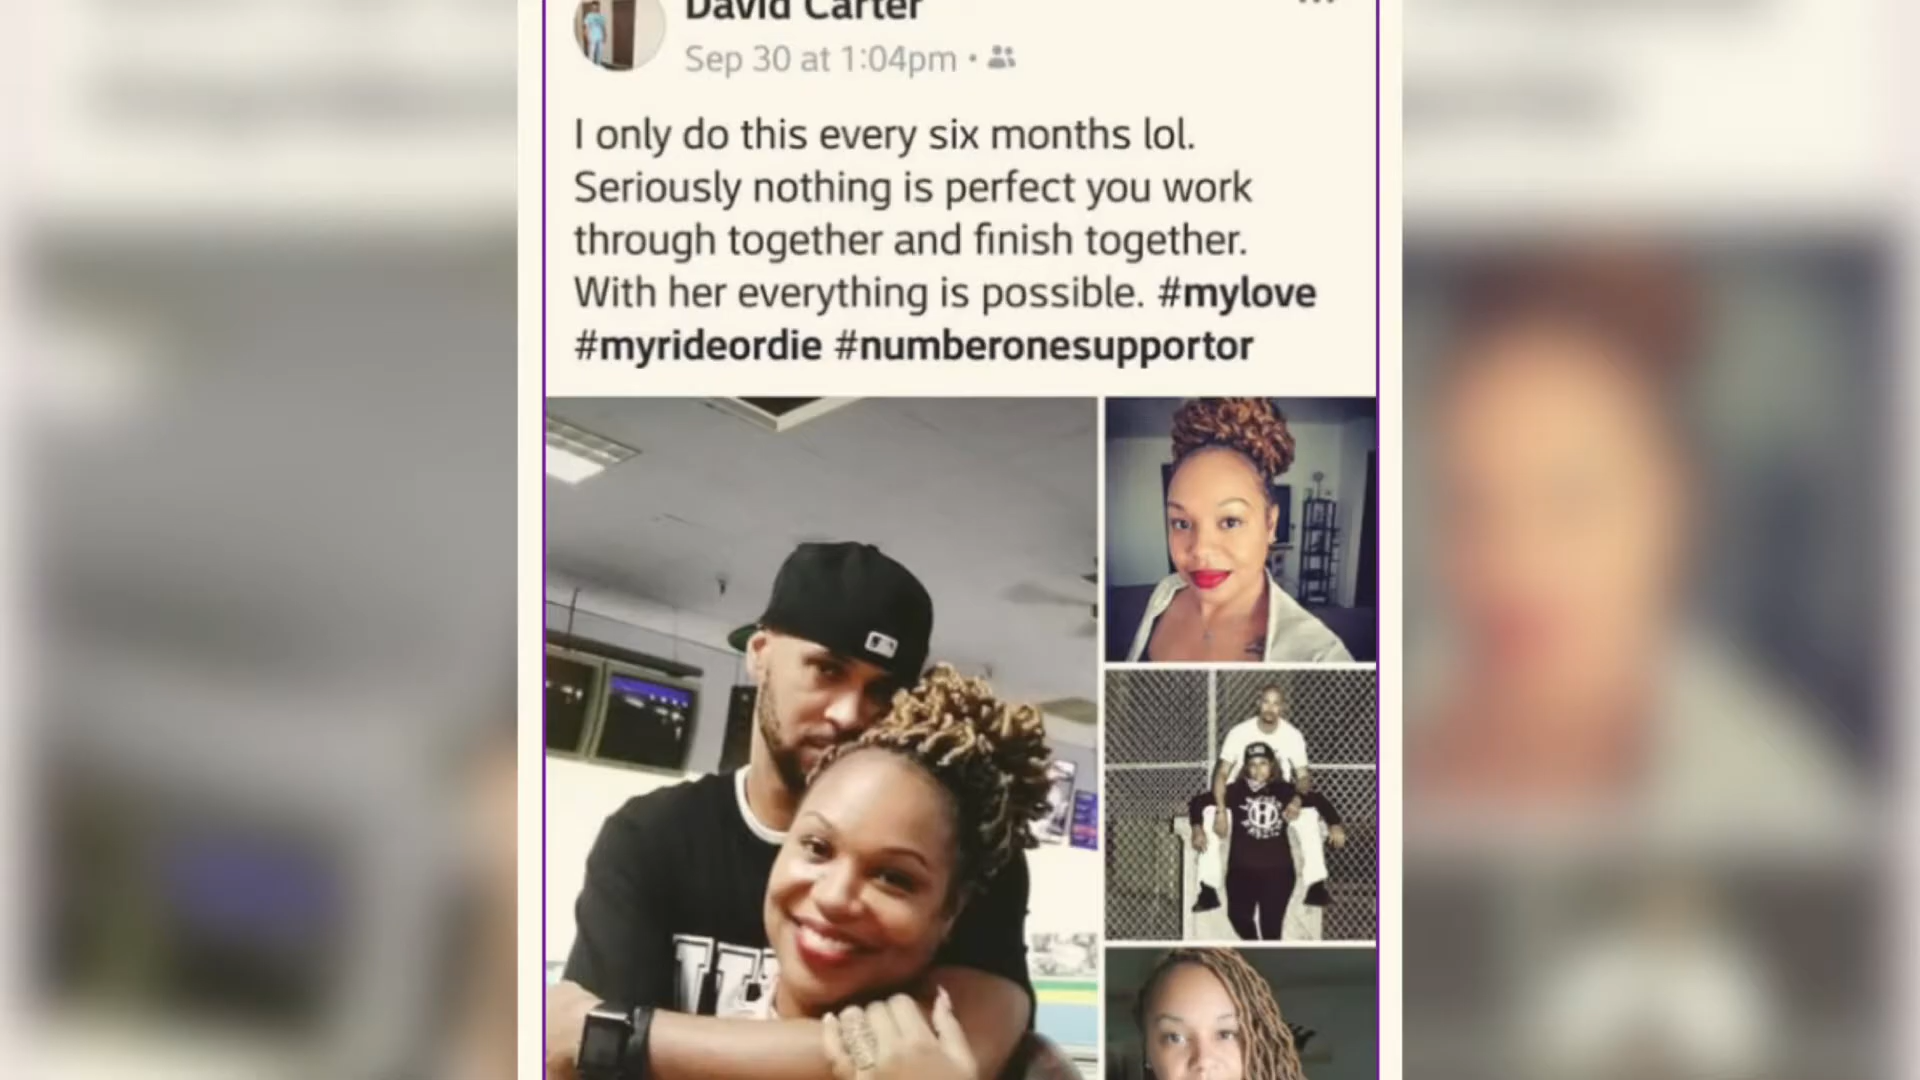 David Carter
Sep 30 at 1:04pm
I only do this every six months lol.
Seriously nothing is perfect you work
through together and finish together.
With her everything is possible. #mylove
#myrideordie #numberonesupportor